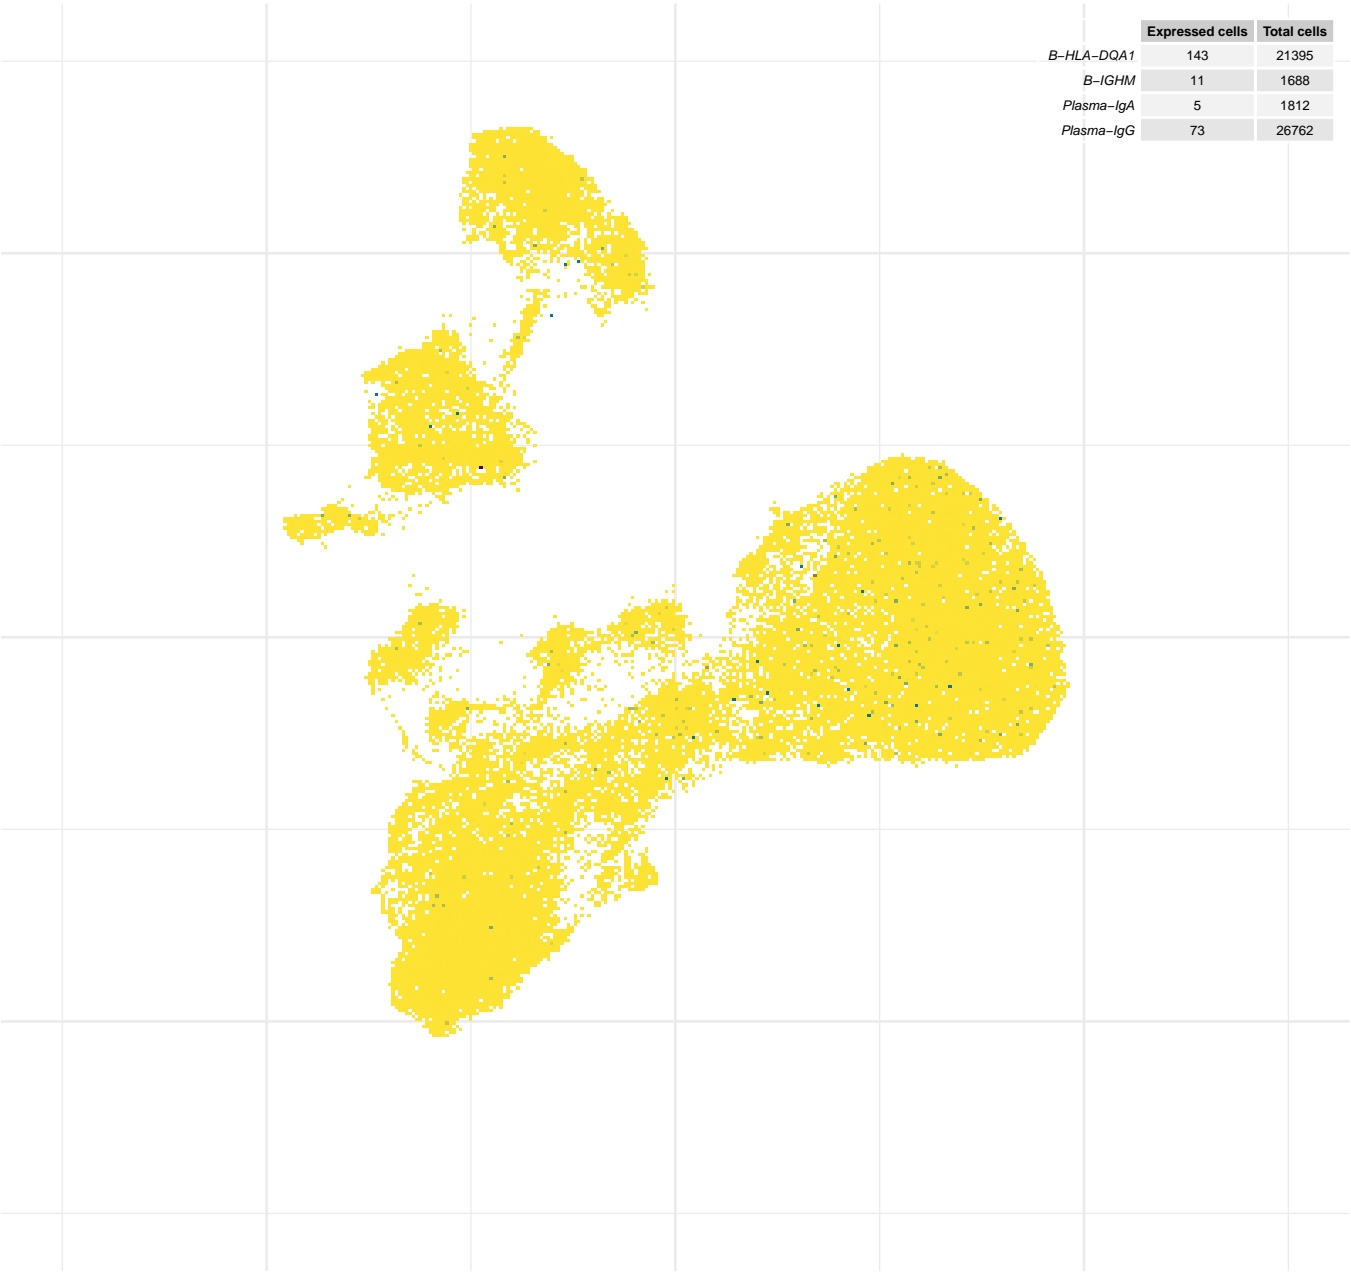 Expressed cells Total cells
B−HLA−DQA1 143 21395
B−IGHM 11 1688
Plasma−IgA 5 1812
Plasma−IgG 73 26762